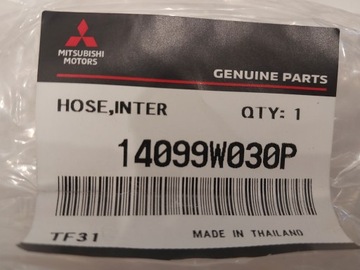 MITSUBISHI
MOTORS
GENUINE PARTS
HOSE,INTER QTY: 1
14099W030P
TF31 MADE IN THAILAND